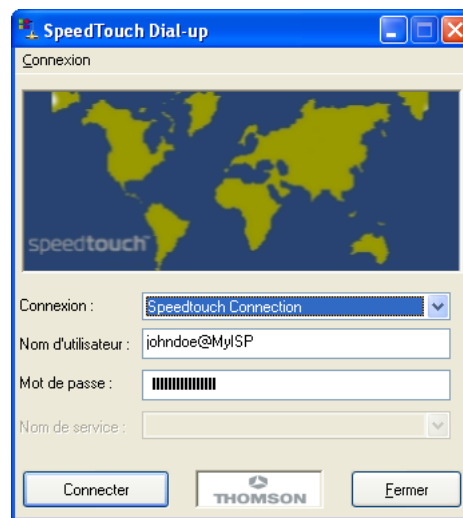 SpeedTouch Dial-up
Connexion
speedtouch™
Connexion :
Speedtouch Connection
Nom d'utilisateur :
johndoe@MyISP
Mot de passe :
Nom de service :
Connecter
THOMSON
Fermer